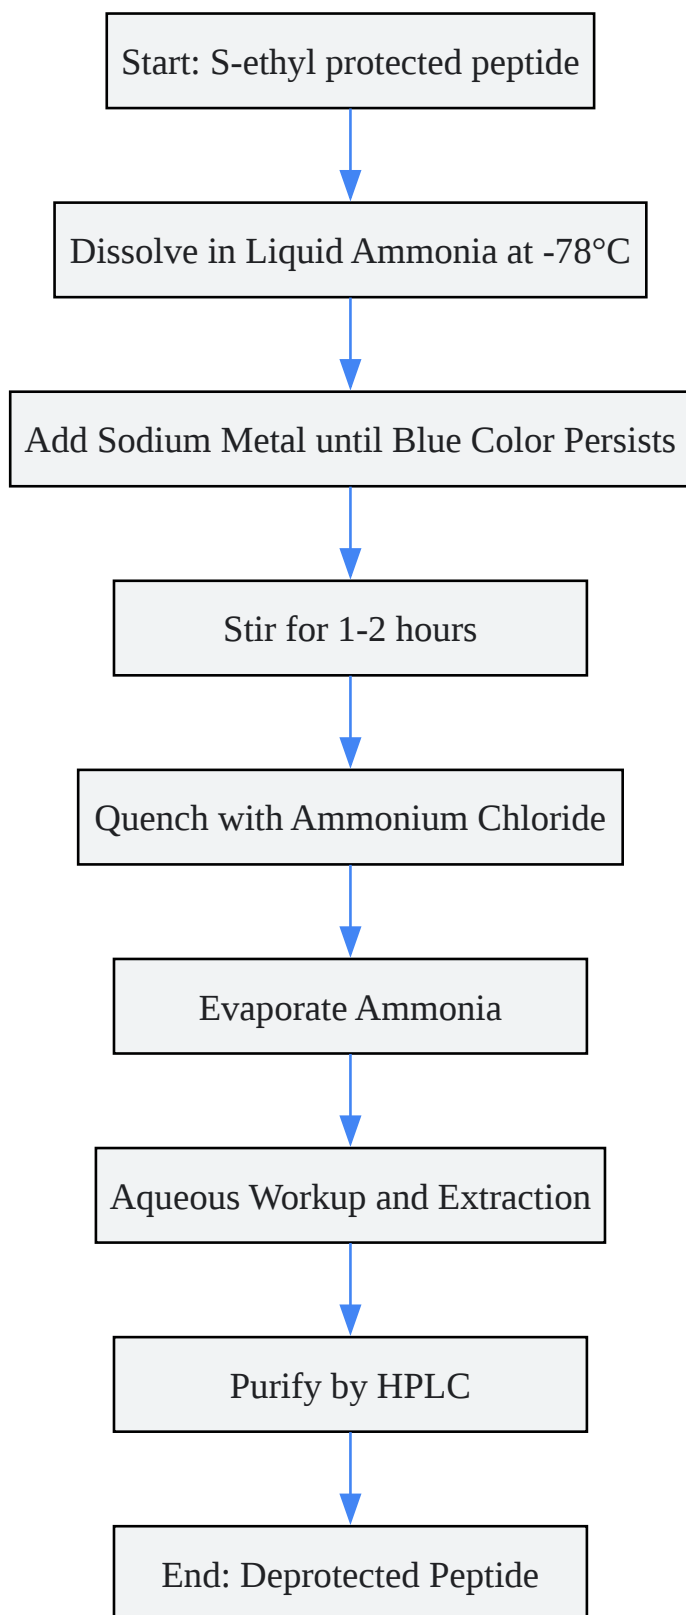 Start: S-ethyl protected peptide
Dissolve in Liquid Ammonia at -78°C
Add Sodium Metal until Blue Color Persists
Stir for 1-2 hours
Quench with Ammonium Chloride
Evaporate Ammonia
Aqueous Workup and Extraction
Purify by HPLC
End: Deprotected Peptide